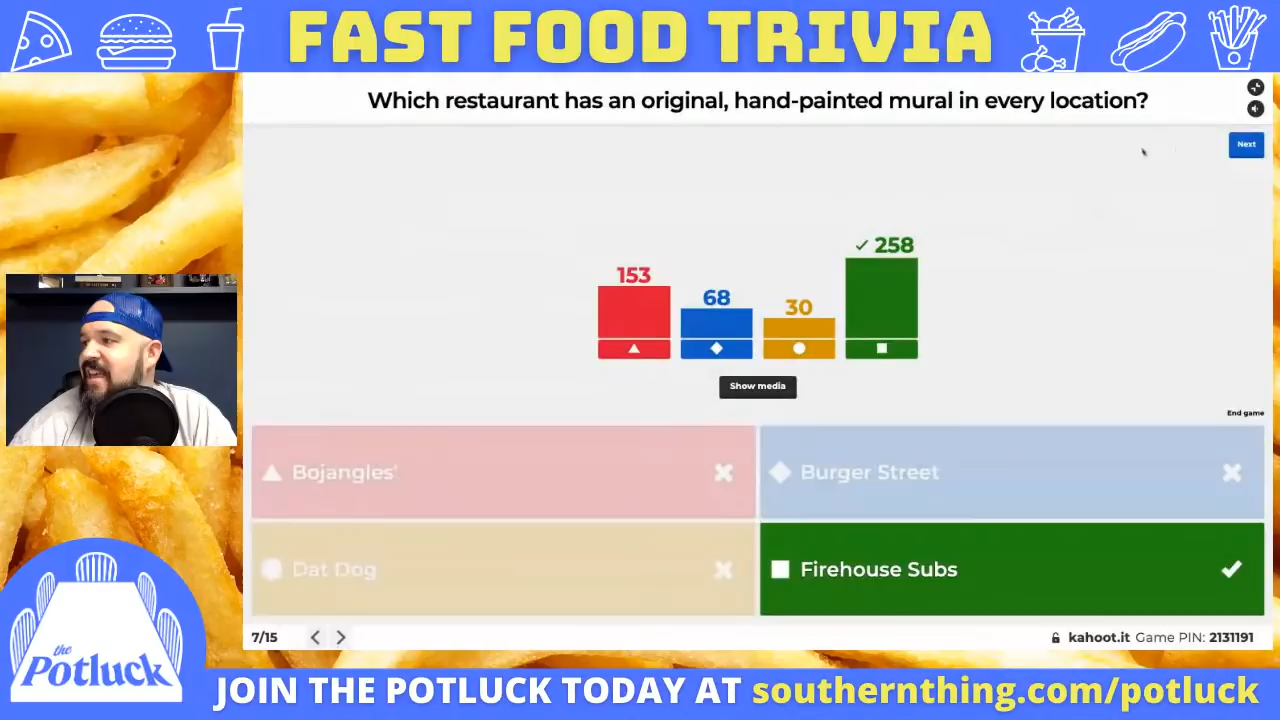 FAST FOOD TRIVIA
Which restaurant has an original, hand-painted mural in every location?
Next
153
68
30
258
Show media
End game
Bojangles'
Burger Street
Dat Dog
Firehouse Subs
7/15
kahoot.it Game PIN: 2131191
the
Potluck
JOIN THE POTLUCK TODAY AT southernthing.com/potluck